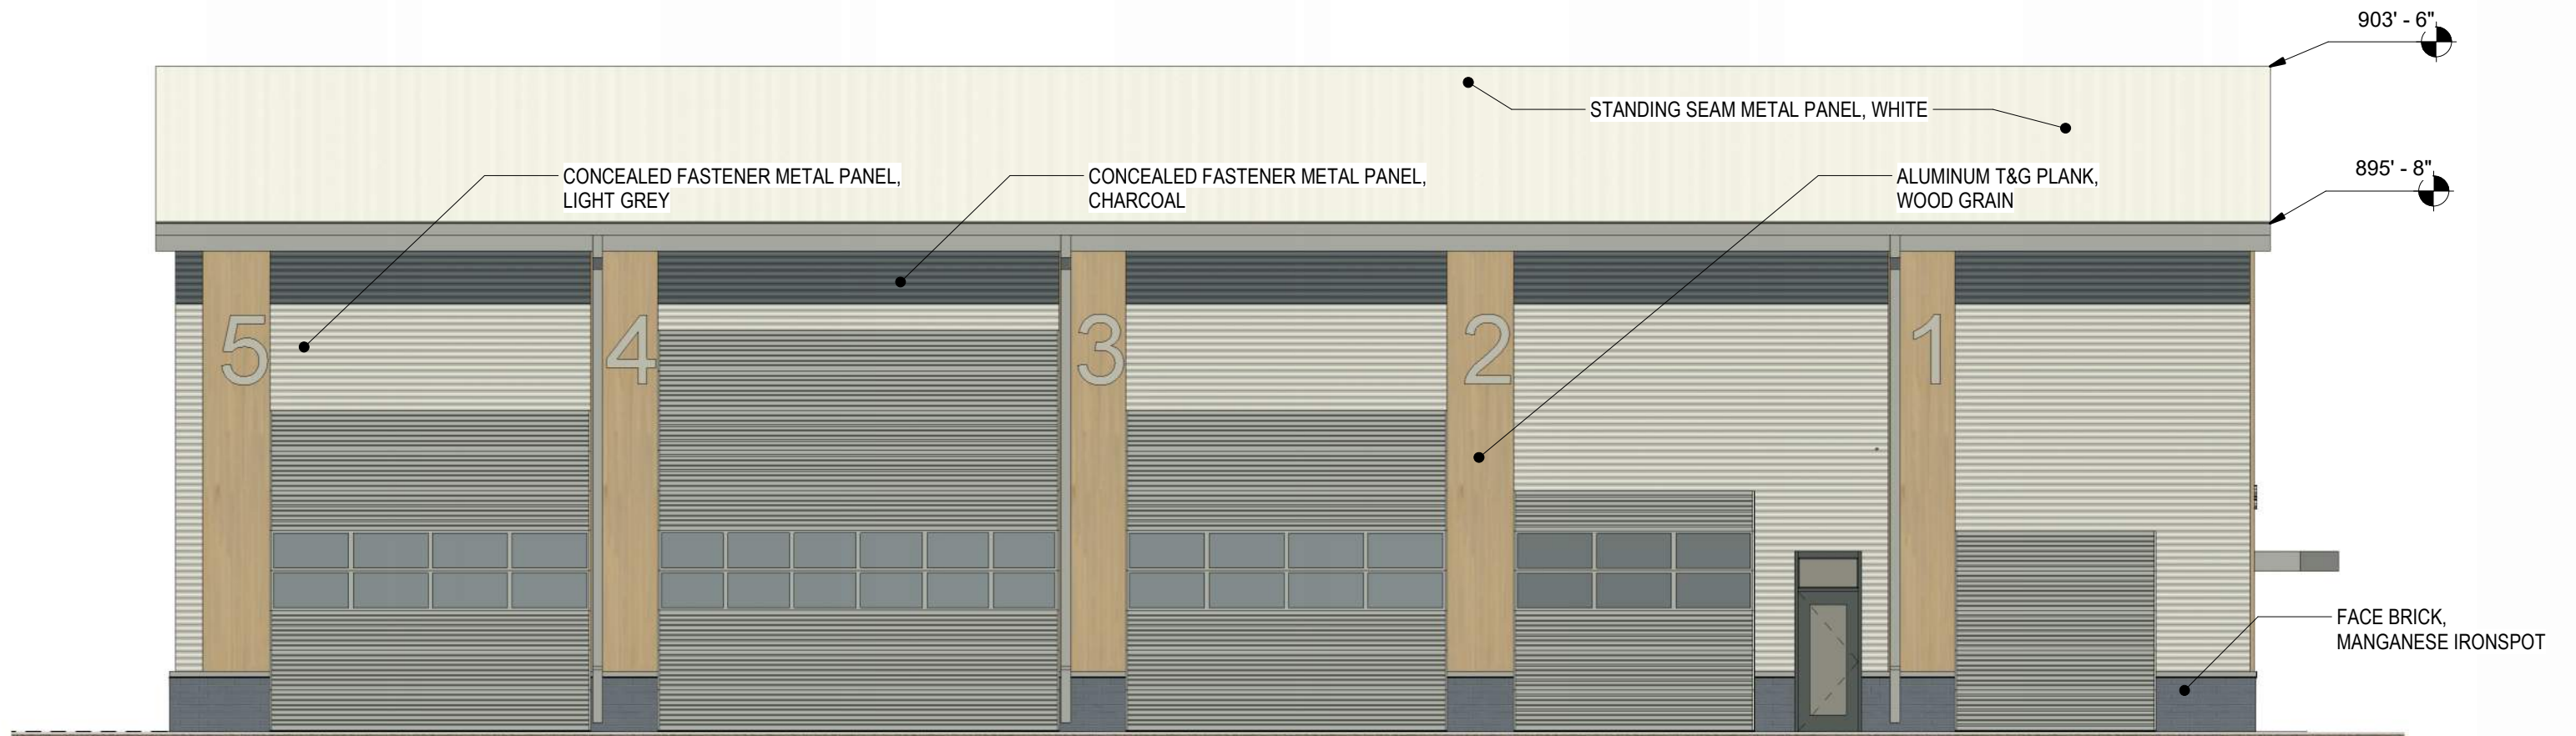 903' - 6"
STANDING SEAM METAL PANEL, WHITE
895' - 8"
CONCEALED FASTENER METAL PANEL,
LIGHT GREY
CONCEALED FASTENER METAL PANEL,
CHARCOAL
ALUMINUM T&G PLANK,
WOOD GRAIN
5 4 3 2 1
FACE BRICK,
MANGANESE IRONSPOT